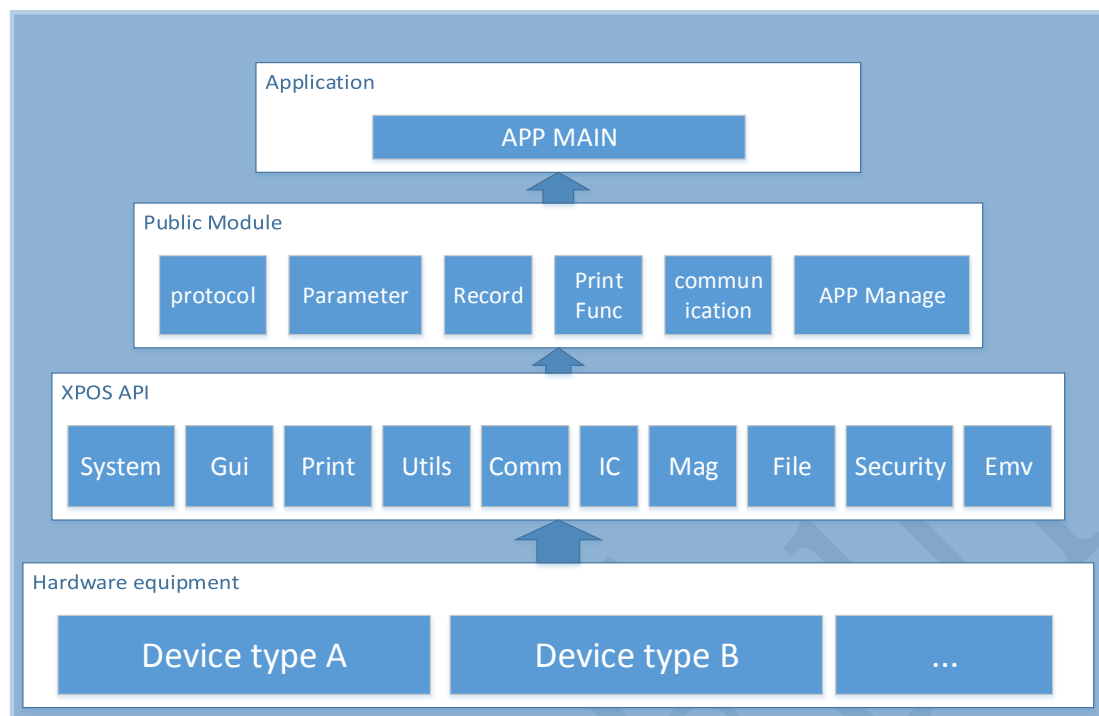 Application
APP MAIN
Public Module
protocol
Parameter
Record
Print
Func
commun
ication
APP Manage
XPOS API
System
Gui
Print
Utils
Comm
IC
Mag
File
Security
Emv
Hardware equipment
Device type A
Device type B
...